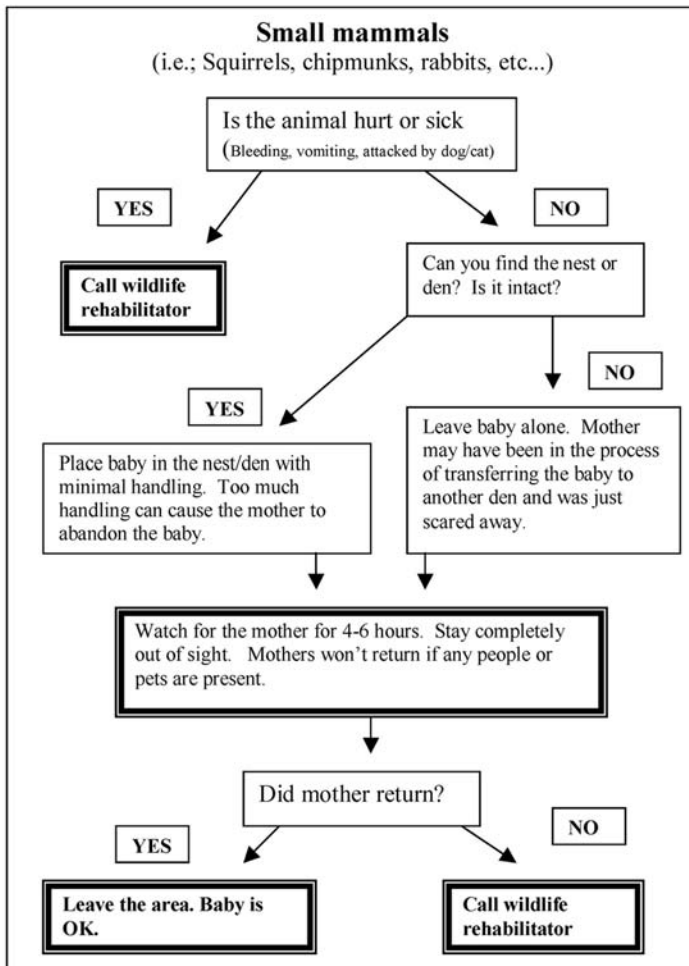 Small mammals
(i.e.; Squirrels, chipmunks, rabbits, etc...)
Is the animal hurt or sick
(Bleeding, vomiting, attacked by dog/cat)
YES
NO
Call wildlife
rehabilitator
Can you find the nest or
den? Is it intact?
YES
NO
Place baby in the nest/den with
minimal handling. Too much
handling can cause the mother to
abandon the baby.
Leave baby alone. Mother
may have been in the process
of transferring the baby to
another den and was just
scared away.
Watch for the mother for 4-6 hours. Stay completely
out of sight. Mothers won't return if any people or
pets are present.
Did mother return?
YES
NO
Leave the area. Baby is
OK.
Call wildlife
rehabilitator